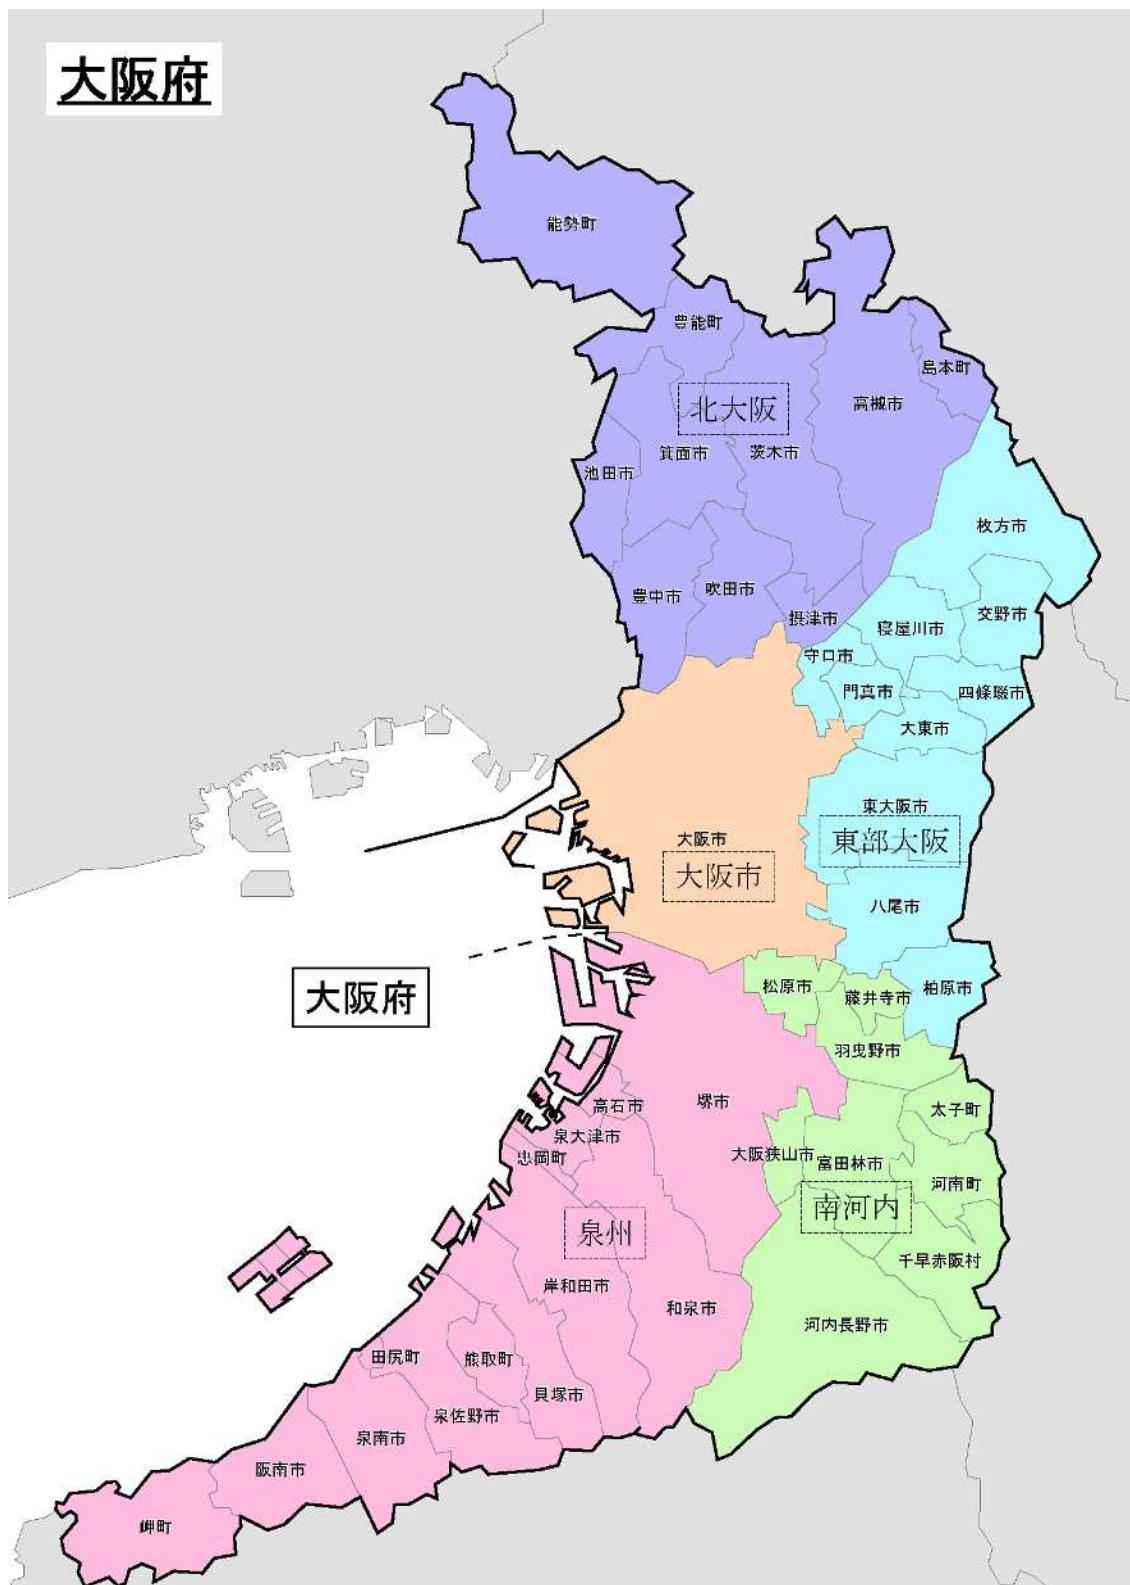 大阪府
能勢町
豊能町
島本町
高槻市
北大阪
箕面市
茨木市
池田市
枚方市
吹田市
豊中市
摂津市
交野市
寝屋川市
守口市
門真市
四條畷市
大東市
東大阪市
大阪市
東部大阪
大阪市
八尾市
大阪府
松原市
藤井寺市
柏原市
羽曳野市
高石市
堺市
太子町
泉大津市
忠岡町
大阪狭山市
富田林市
河南町
南河内
泉州
千早赤阪村
岸和田市
和泉市
河内長野市
田尻町
熊取町
貝塚市
泉佐野市
泉南市
阪南市
岬町